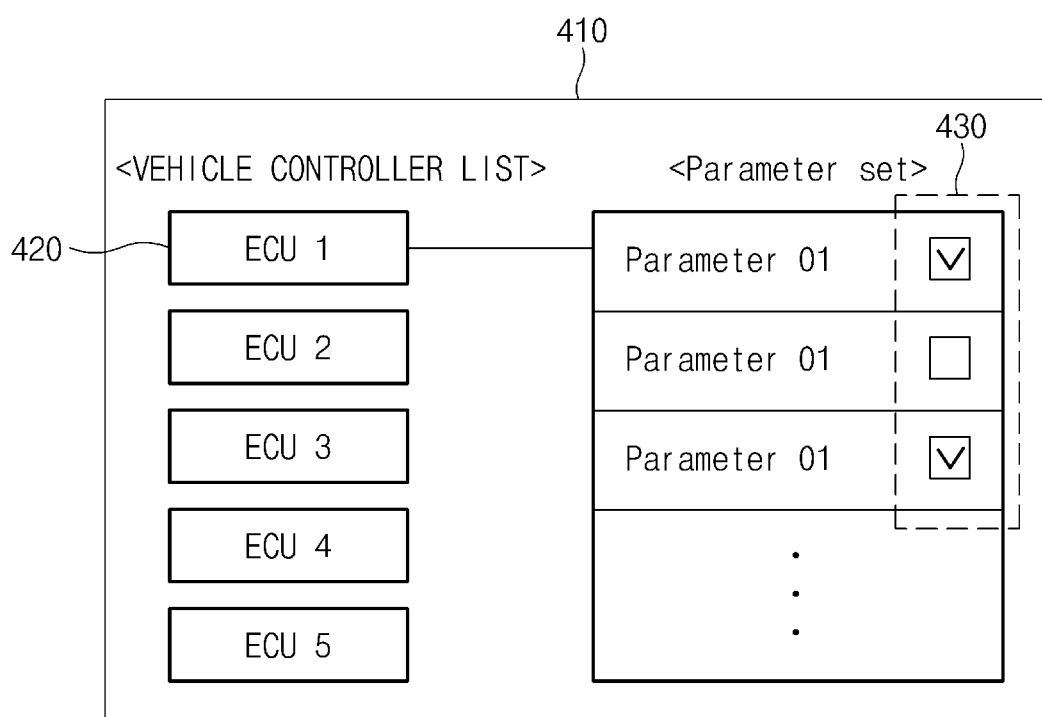 410
430
<VEHICLE CONTROLLER LIST>
<Parameter set>
420
ECU 1
ECU 2
ECU 3
ECU 4
ECU 5
Parameter 01
Parameter 01
Parameter 01